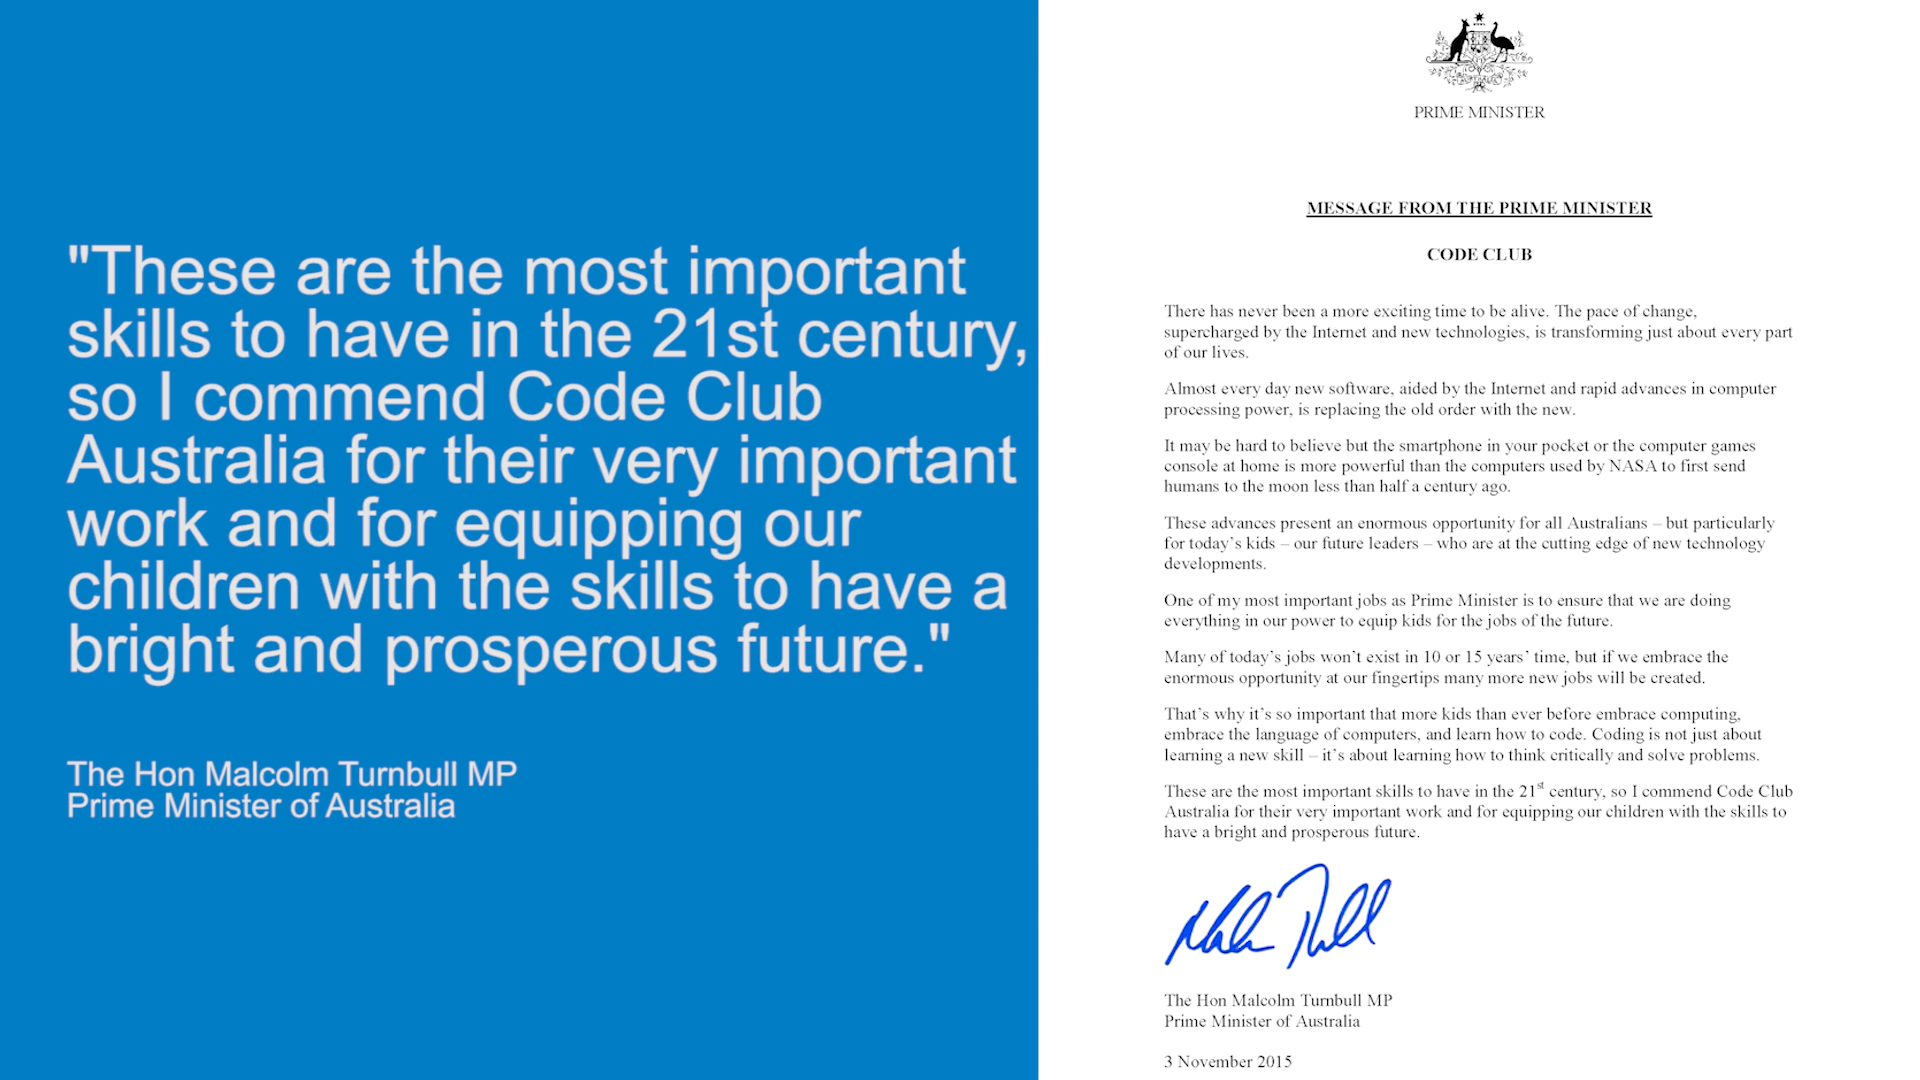 "These are the most important
skills to have in the 21st century,
so I commend Code Club
Australia for their very important
work and for equipping our
children with the skills to have a
bright and prosperous future."
The Hon Malcolm Turnbull MP
Prime Minister of Australia
PRIME MINISTER
MESSAGE FROM THE PRIME MINISTER
CODE CLUB
There has never been a more exciting time to be alive. The pace of change,
supercharged by the Internet and new technologies, is transforming just about every part
of our lives.
Almost every day new software, aided by the Internet and rapid advances in computer
processing power, is replacing the old order with the new.
It may be hard to believe but the smartphone in your pocket or the computer games
console at home is more powerful than the computers used by NASA to first send
humans to the moon less than half a century ago.
These advances present an enormous opportunity for all Australians – but particularly
for today's kids – our future leaders – who are at the cutting edge of new technology
developments.
One of my most important jobs as Prime Minister is to ensure that we are doing
everything in our power to equip kids for the jobs of the future.
Many of today's jobs won't exist in 10 or 15 years' time, but if we embrace the
enormous opportunity at our fingertips many more new jobs will be created.
That's why it's so important that more kids than ever before embrace computing,
embrace the language of computers, and learn how to code. Coding is not just about
learning a new skill – it's about learning how to think critically and solve problems.
These are the most important skills to have in the 21st century, so I commend Code Club
Australia for their very important work and for equipping our children with the skills to
have a bright and prosperous future.
The Hon Malcolm Turnbull MP
Prime Minister of Australia
3 November 2015